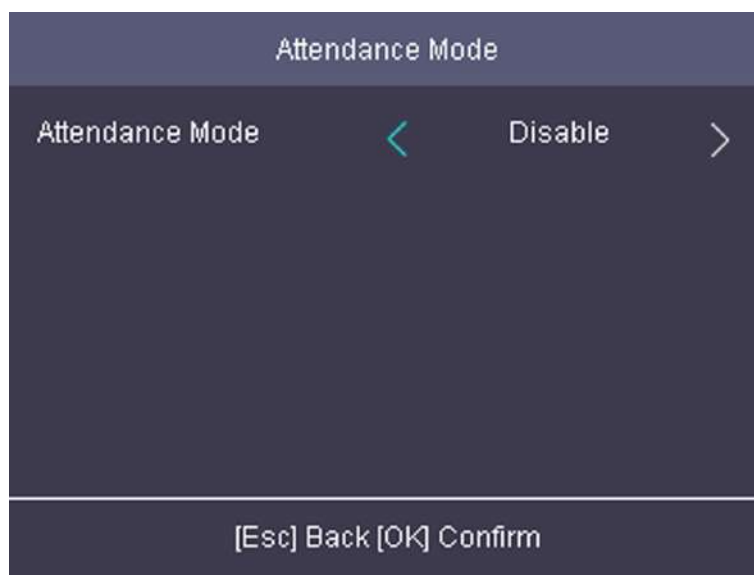 Attendance Mode
Attendance Mode < Disable >
[Esc] Back [OK] Confirm